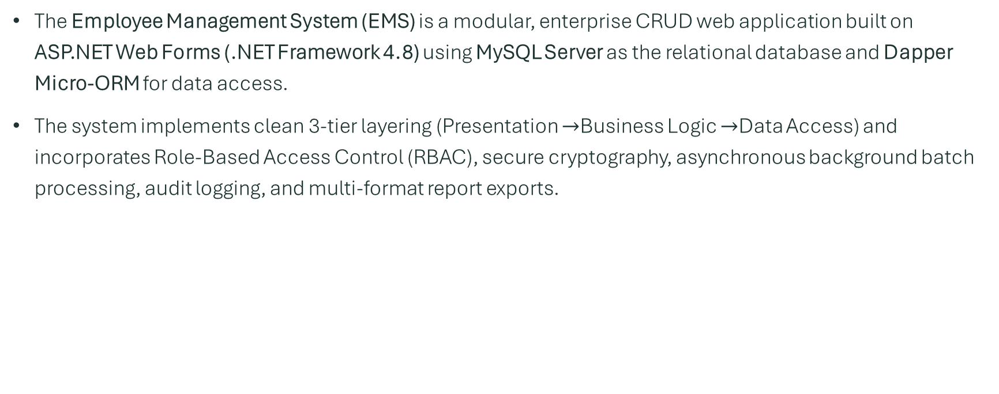 • The Employee Management System (EMS) is a modular, enterprise CRUD web application built on
ASP.NET Web Forms (.NET Framework 4.8) using MySQL Server as the relational database and Dapper
Micro-ORM for data access.
• The system implements clean 3-tier layering (Presentation →Business Logic →Data Access) and
incorporates Role-Based Access Control (RBAC), secure cryptography, asynchronous background batch
processing, audit logging, and multi-format report exports.